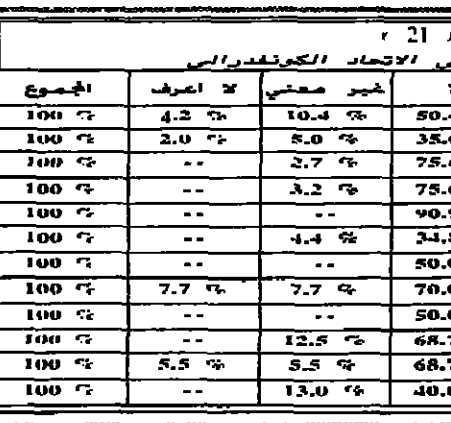 21
الاتحاد الكونفدرالي
غير معني لا اعرف المجموع
50. 10.4 % 4.2 % 100 %
35. 5.0 % 2.0 % 100 %
75. 2.7 % -- 100 %
75. 3.2 % -- 100 %
90. -- -- 100 %
34. 4.4 % -- 100 %
50. -- -- 100 %
70. 7.7 % 7.7 % 100 %
50. -- -- 100 %
68. 12.5 % -- 100 %
68. 5.5 % 5.5 % 100 %
40. 13.0 % -- 100 %